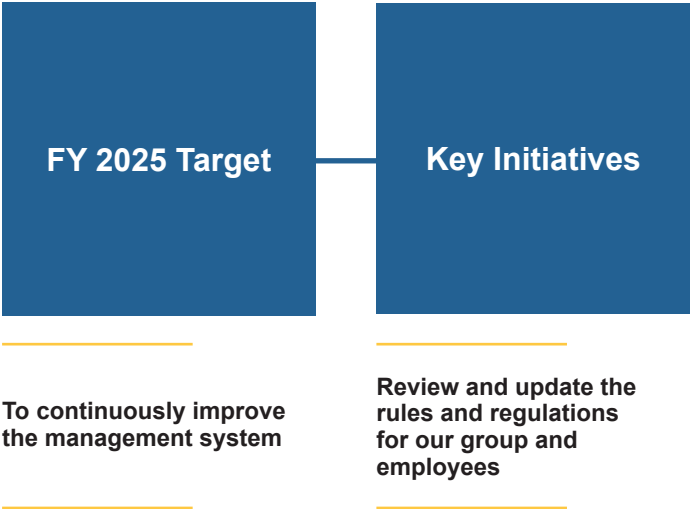 FY 2025 Target
Key Initiatives
To continuously improve
the management system
Review and update the
rules and regulations
for our group and
employees